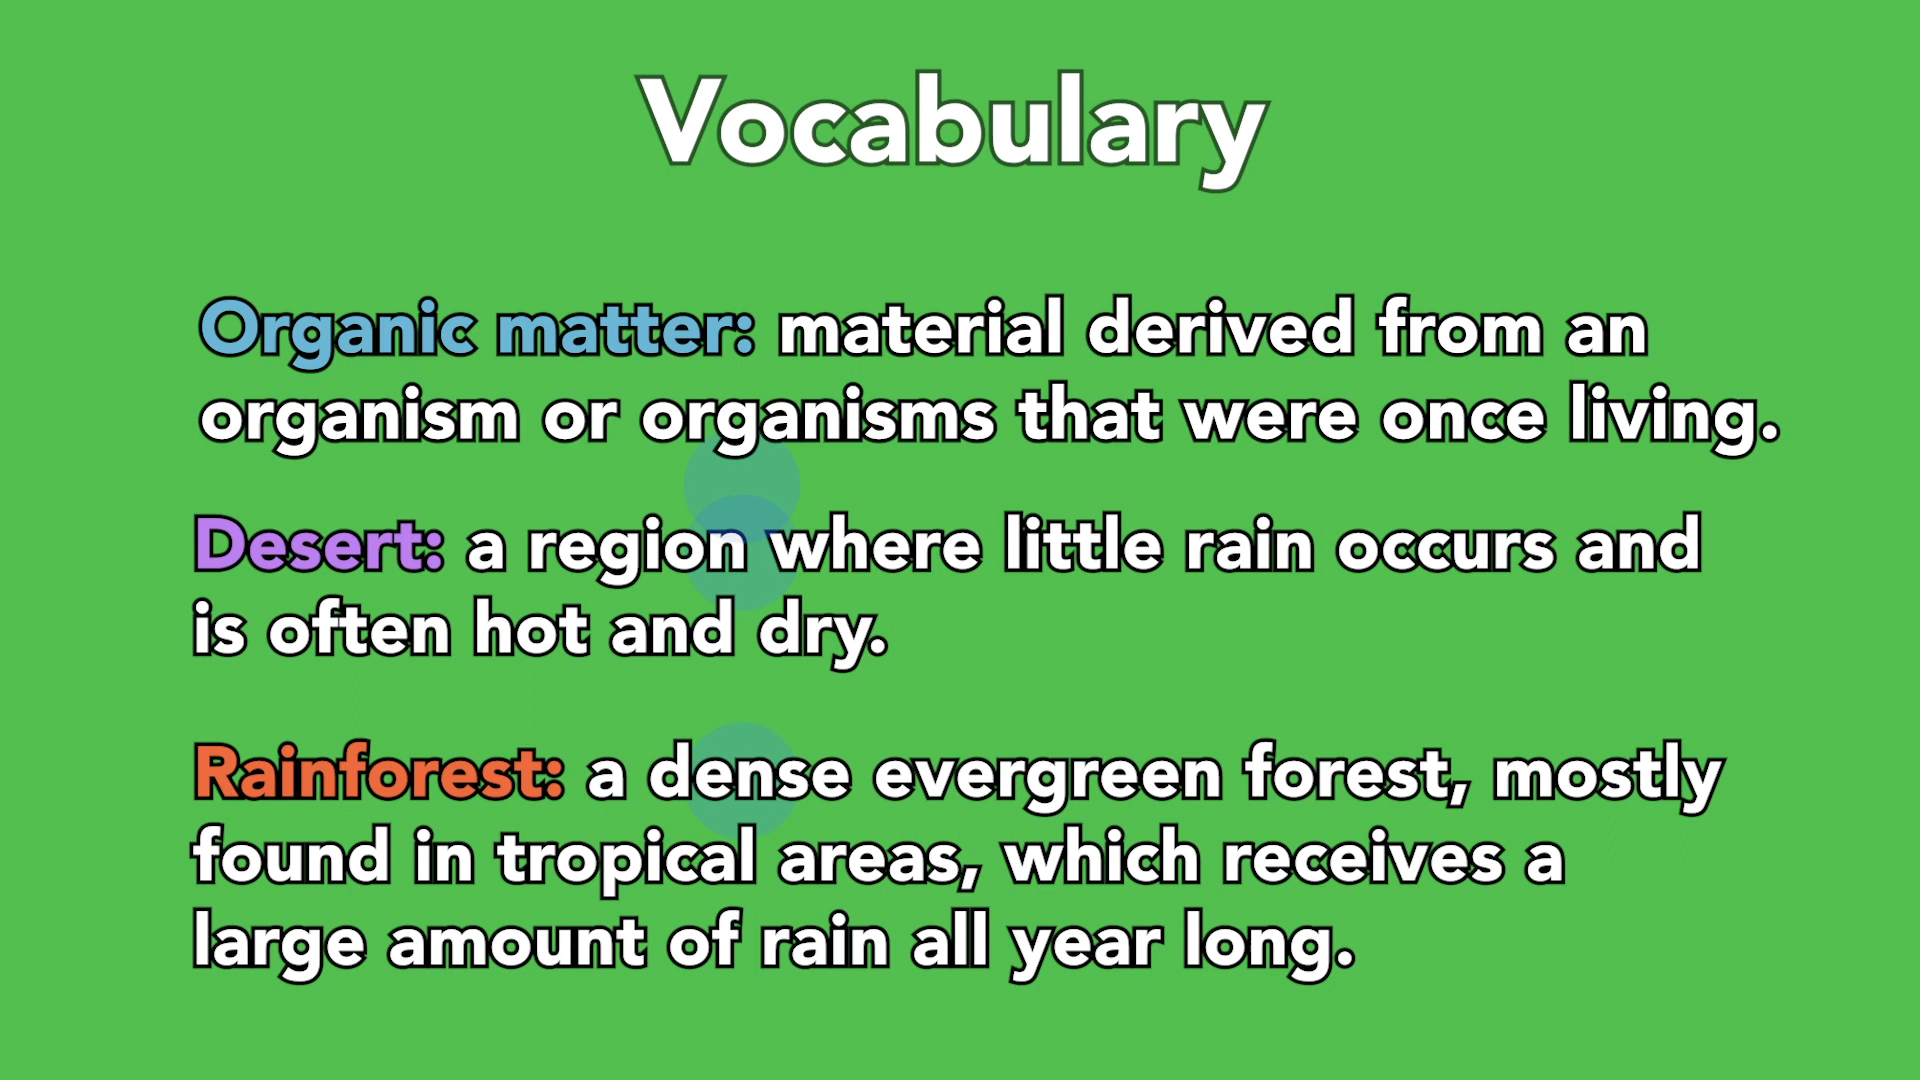 Vocabulary
Organic matter: material derived from an
organism or organisms that were once living.
Desert: a region where little rain occurs and
is often hot and dry.
Rainforest: a dense evergreen forest, mostly
found in tropical areas, which receives a
large amount of rain all year long.